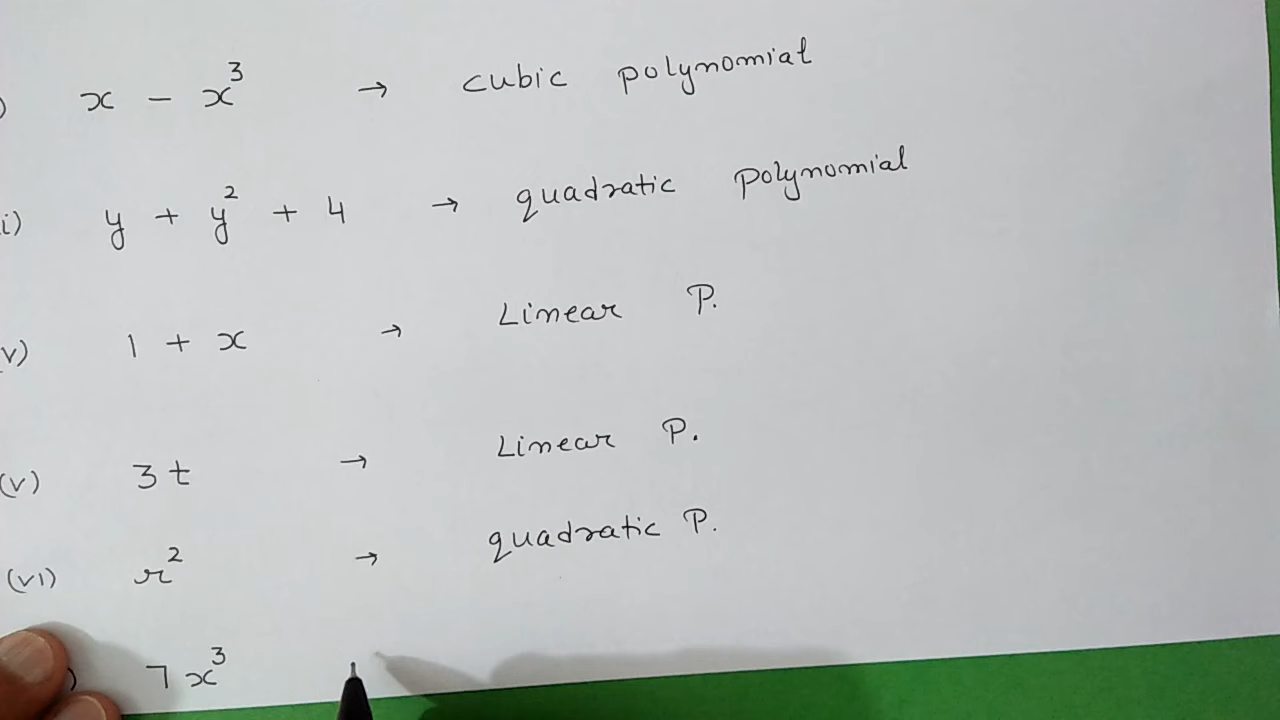 ) x - x³ → cubic polynomial
i) y + y² + 4 → quadratic polynomial
v) 1 + x → Linear P.
(v) 3t → Linear P.
(vi) r² → quadratic P.
) 7x³